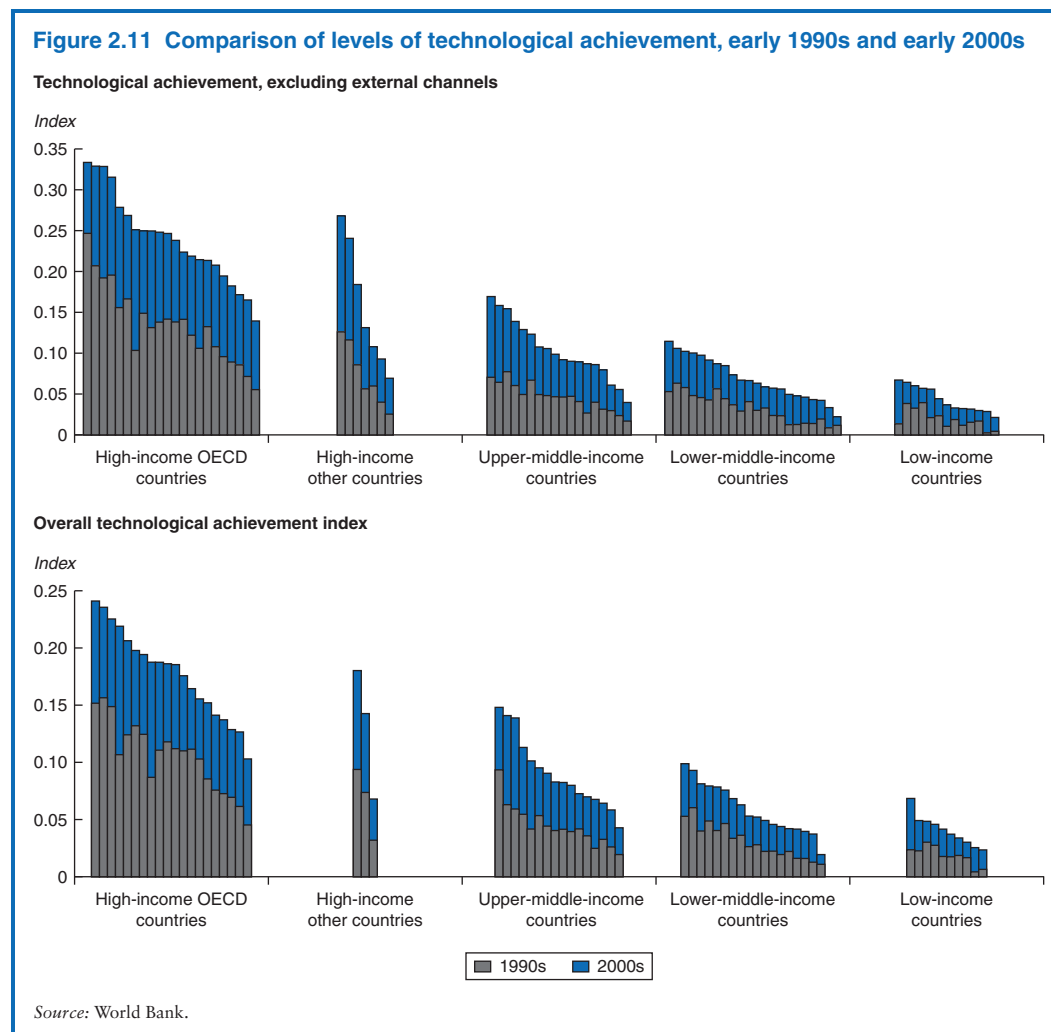 Figure 2.11 Comparison of levels of technological achievement, early 1990s and early 2000s
Technological achievement, excluding external channels
Index
0.35
0.30
0.25
0.20
0.15
0.10
0.05
0
High-income OECD countries
High-income other countries
Upper-middle-income countries
Lower-middle-income countries
Low-income countries
Overall technological achievement index
Index
0.25
0.20
0.15
0.10
0.05
0
High-income OECD countries
High-income other countries
Upper-middle-income countries
Lower-middle-income countries
Low-income countries
1990s 2000s
Source: World Bank.